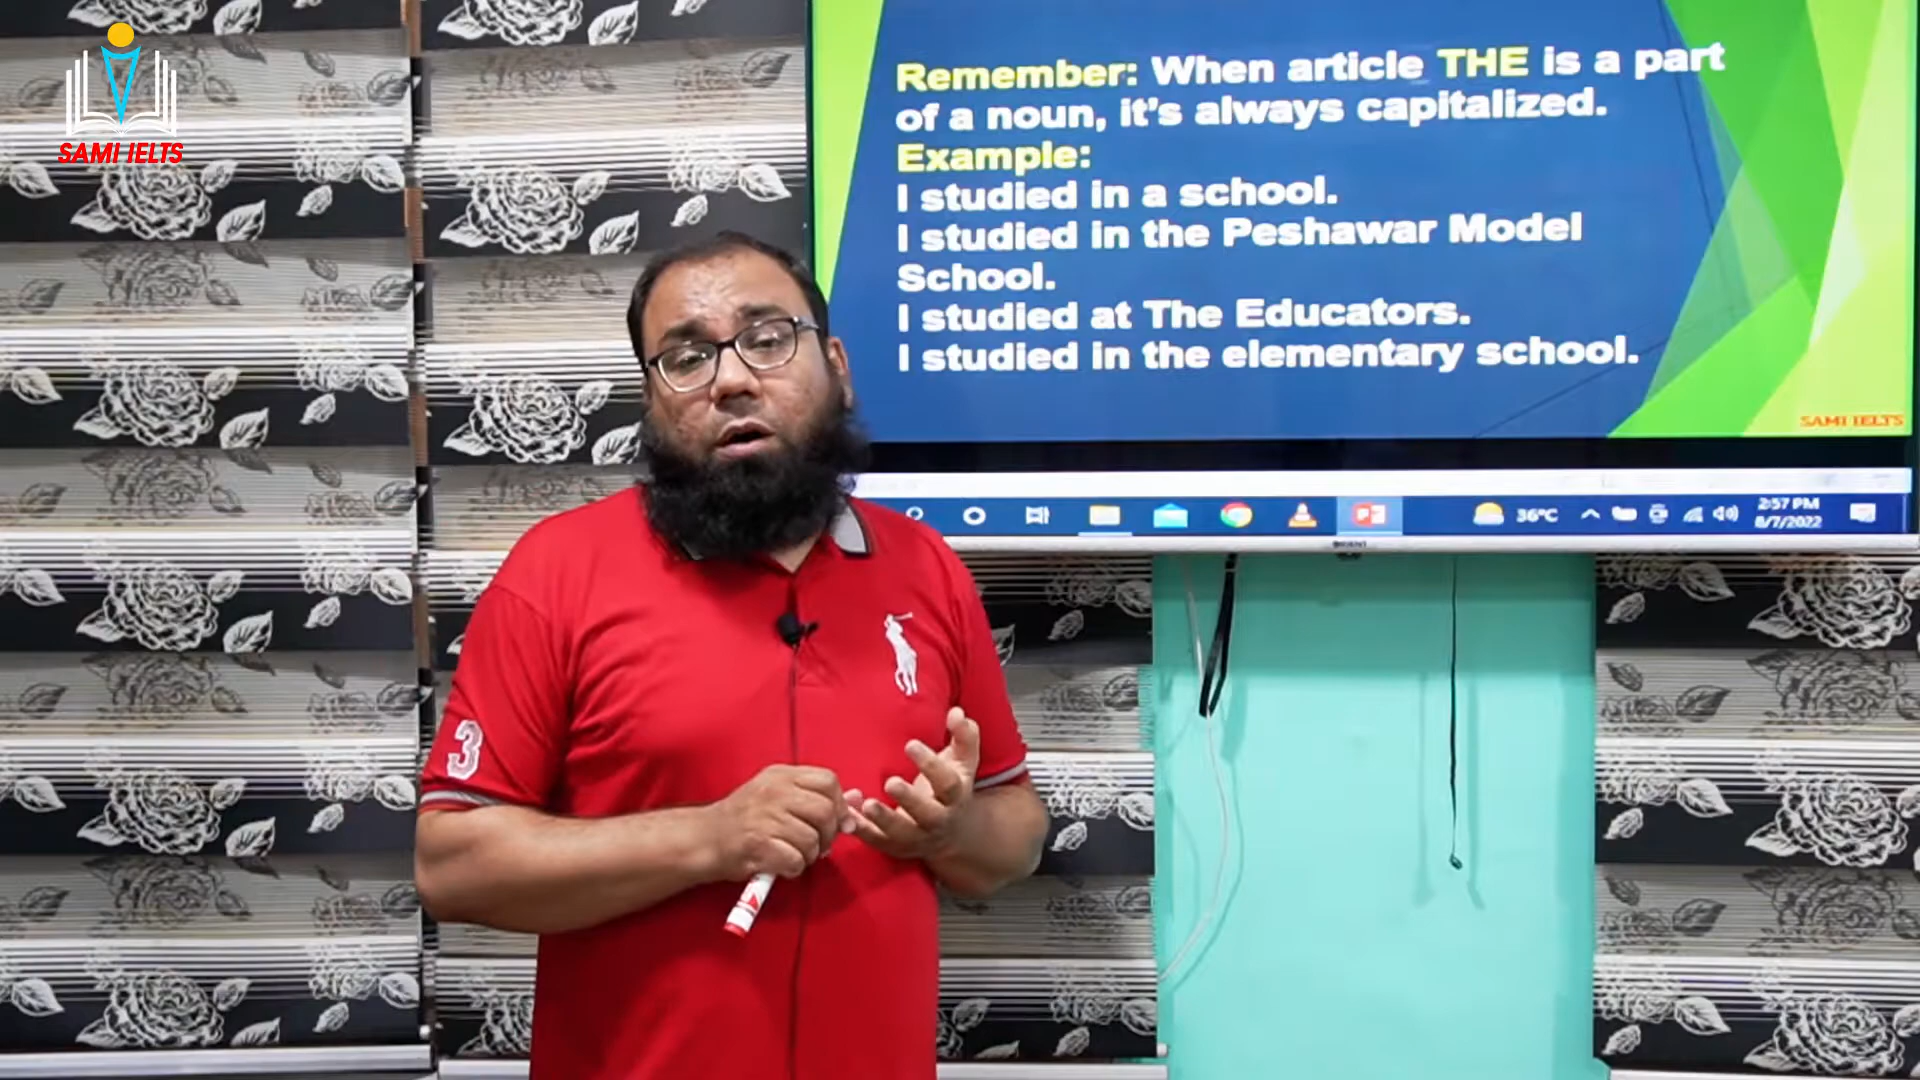 SAMI IELTS
Remember: When article THE is a part
of a noun, it's always capitalized.
Example:
I studied in a school.
I studied in the Peshawar Model
School.
I studied at The Educators.
I studied in the elementary school.
SAMI IELTS
36°C
2:57 PM
8/7/2022
3